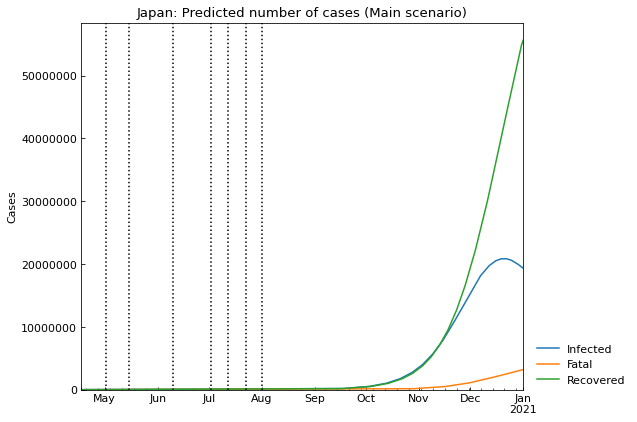 Japan: Predicted number of cases (Main scenario)
Cases
50000000
40000000
30000000
20000000
10000000
0
May Jun Jul Aug Sep Oct Nov Dec Jan
2021
Infected
Fatal
Recovered